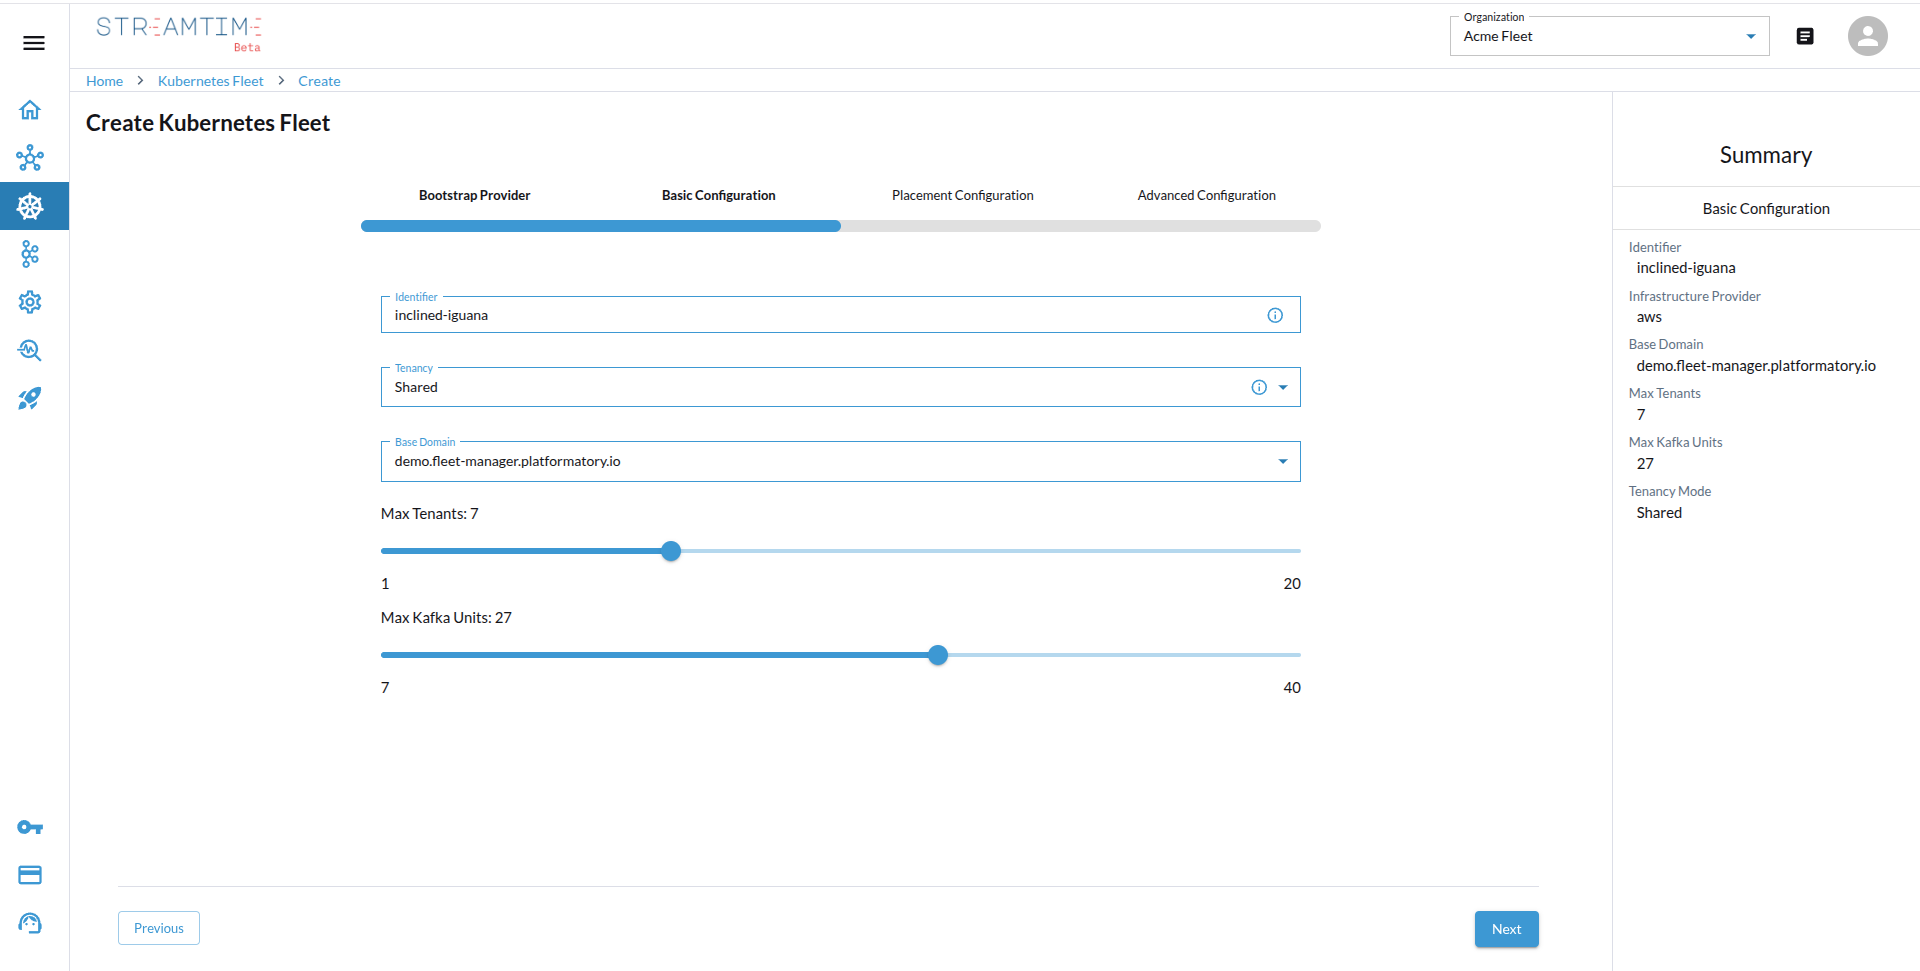 STREAMTIME
Beta
Organization
Acme Fleet
Home > Kubernetes Fleet > Create
Create Kubernetes Fleet
Bootstrap Provider Basic Configuration Placement Configuration Advanced Configuration
Identifier
inclined-iguana
Tenancy
Shared
Base Domain
demo.fleet-manager.platformatory.io
Max Tenants: 7
1 20
Max Kafka Units: 27
7 40
Previous
Next
Summary
Basic Configuration
Identifier
inclined-iguana
Infrastructure Provider
aws
Base Domain
demo.fleet-manager.platformatory.io
Max Tenants
7
Max Kafka Units
27
Tenancy Mode
Shared